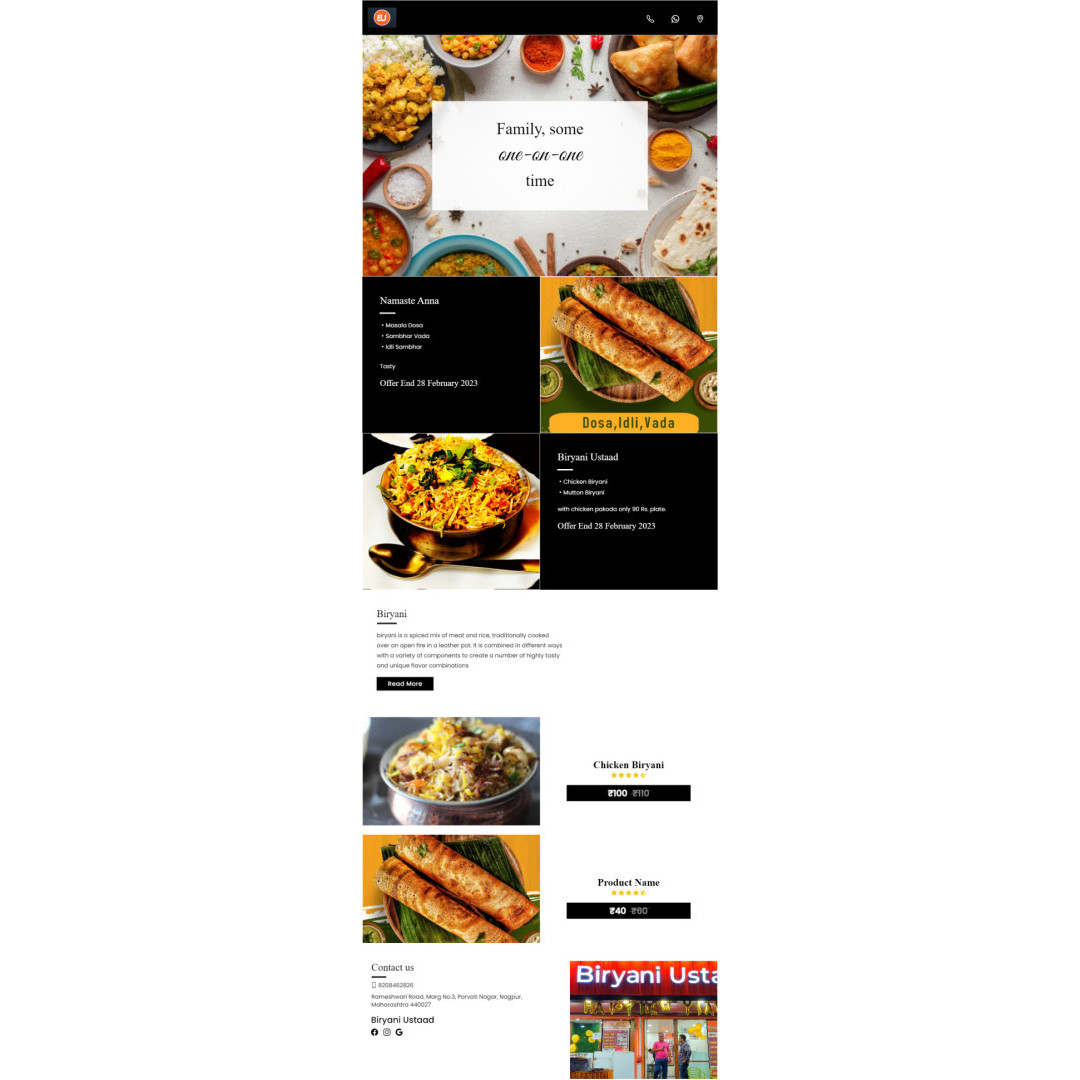 BU
Family, some
one-on-one
time
Namaste Anna
• Masala Dosa
• Sambhar Vada
• Idli Sambhar
Tasty
Offer End 28 February 2023
Dosa,Idli,Vada
Biryani Ustaad
• Chicken Biryani
• Mutton Biryani
with chicken pakoda only 90 Rs. plate.
Offer End 28 February 2023
Biryani
biryani is a spiced mix of meat and rice, traditionally cooked
over an open fire in a leather pot. It is combined in different ways
with a variety of components to create a number of highly tasty
and unique flavor combinations
Read More
Chicken Biryani
₹100 ₹110
Product Name
₹40 ₹60
Contact us
8208462826
Rameshwari Road, Marg No.3, Parvati Nagar, Nagpur,
Maharashtra 440027
Biryani Ustaad
Biryani Usta